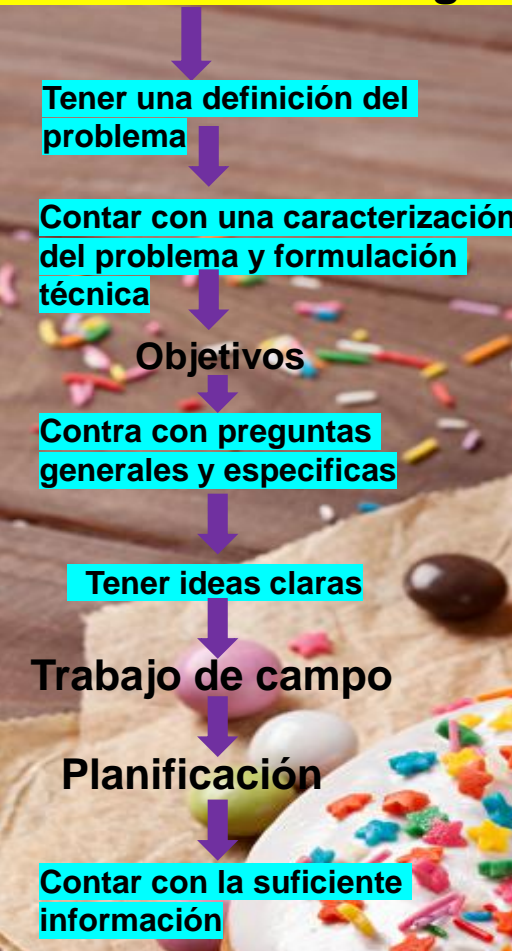 Tener una definición del
problema
Contar con una caracterización
del problema y formulación
técnica
Objetivos
Contra con preguntas
generales y especificas
Tener ideas claras
Trabajo de campo
Planificación
Contar con la suficiente
información